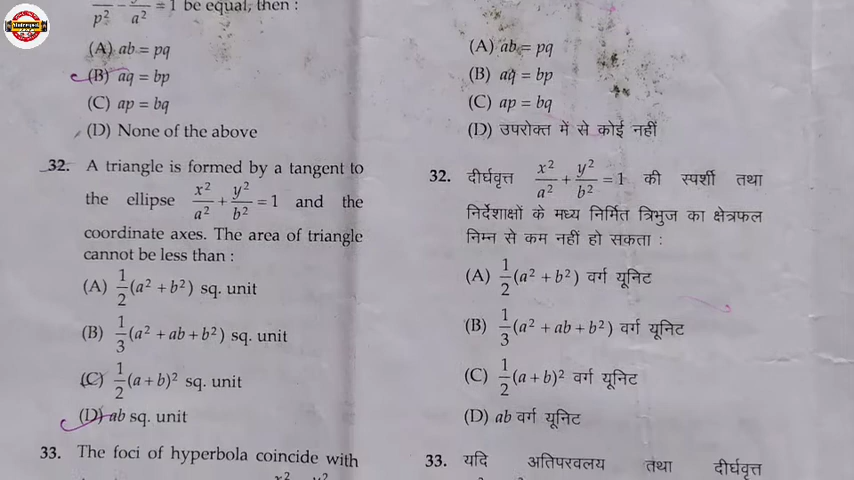 p² - a² = 1 be equal, then :
(A) ab = pq
(B) aq = bp
(C) ap = bq
(D) None of the above
32. A triangle is formed by a tangent to
the ellipse x²/a² + y²/b² = 1 and the
coordinate axes. The area of triangle
cannot be less than :
(A) 1/2(a² + b²) sq. unit
(B) 1/3(a² + ab + b²) sq. unit
(C) 1/2(a + b)² sq. unit
(D) ab sq. unit
33. The foci of hyperbola coincide with
(A) ab = pq
(B) aq = bp
(C) ap = bq
(D) उपरोक्त में से कोई नहीं
32. दीर्घवृत्त x²/a² + y²/b² = 1 की स्पर्शी तथा
निर्देशाक्षों के मध्य निर्मित त्रिभुज का क्षेत्रफल
निम्न से कम नहीं हो सकता :
(A) 1/2(a² + b²) वर्ग यूनिट
(B) 1/3(a² + ab + b²) वर्ग यूनिट
(C) 1/2(a + b)² वर्ग यूनिट
(D) ab वर्ग यूनिट
33. यदि अतिपरवलय तथा दीर्घवृत्त